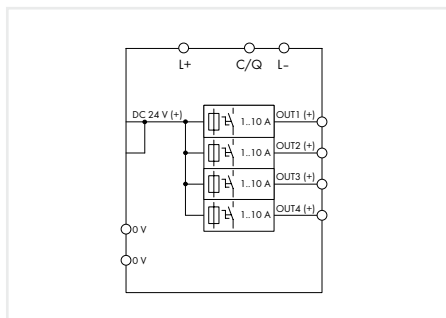 L+ C/Q L-
DC 24 V (+) 1..10 A OUT1 (+)
1..10 A OUT2 (+)
1..10 A OUT3 (+)
1..10 A OUT4 (+)
0 V
0 V